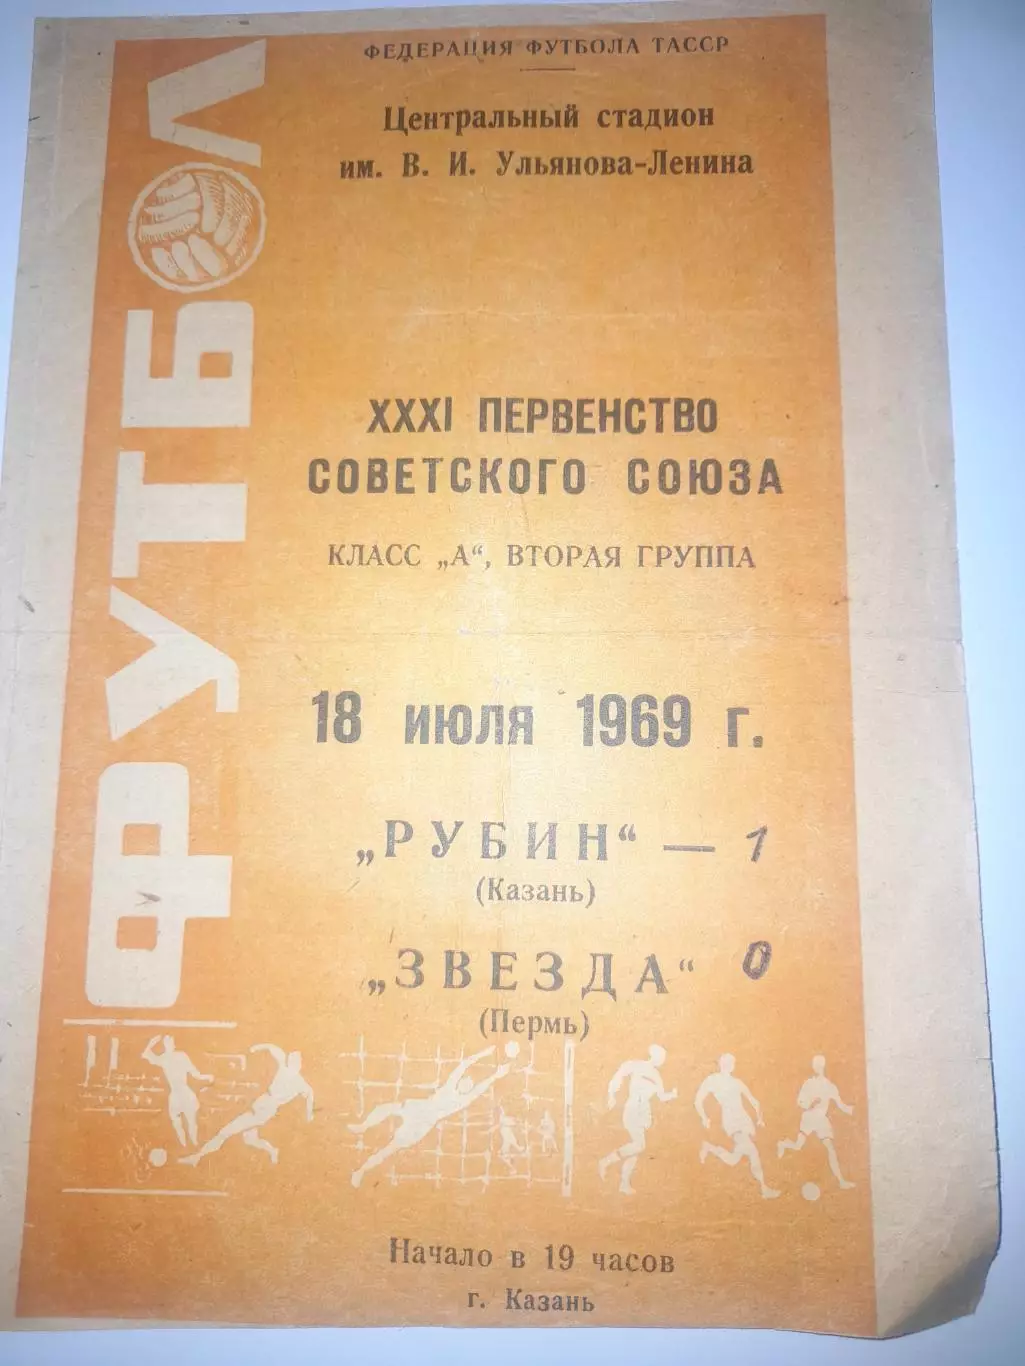 ФУТБОЛ
ФЕДЕРАЦИЯ ФУТБОЛА ТАССР
Центральный стадион
им. В. И. Ульянова-Ленина
XXXI ПЕРВЕНСТВО
СОВЕТСКОГО СОЮЗА
КЛАСС „А“, ВТОРАЯ ГРУППА
18 июля 1969 г.
„РУБИН“ — 1
(Казань)
„ЗВЕЗДА“ 0
(Пермь)
Начало в 19 часов
г. Казань